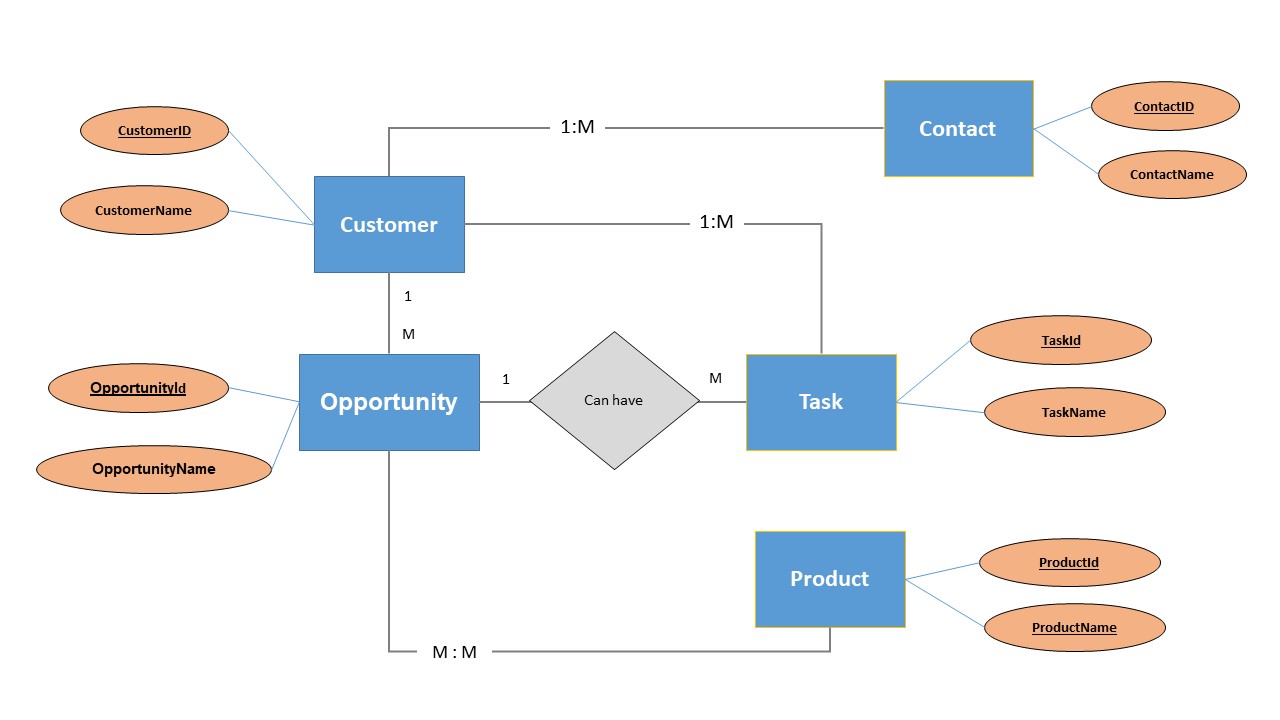 CustomerID
CustomerName
Customer
1:M
Contact
ContactID
ContactName
1:M
1
M
OpportunityId
OpportunityName
Opportunity
1
Can have
M
Task
TaskId
TaskName
Product
ProductId
ProductName
M : M